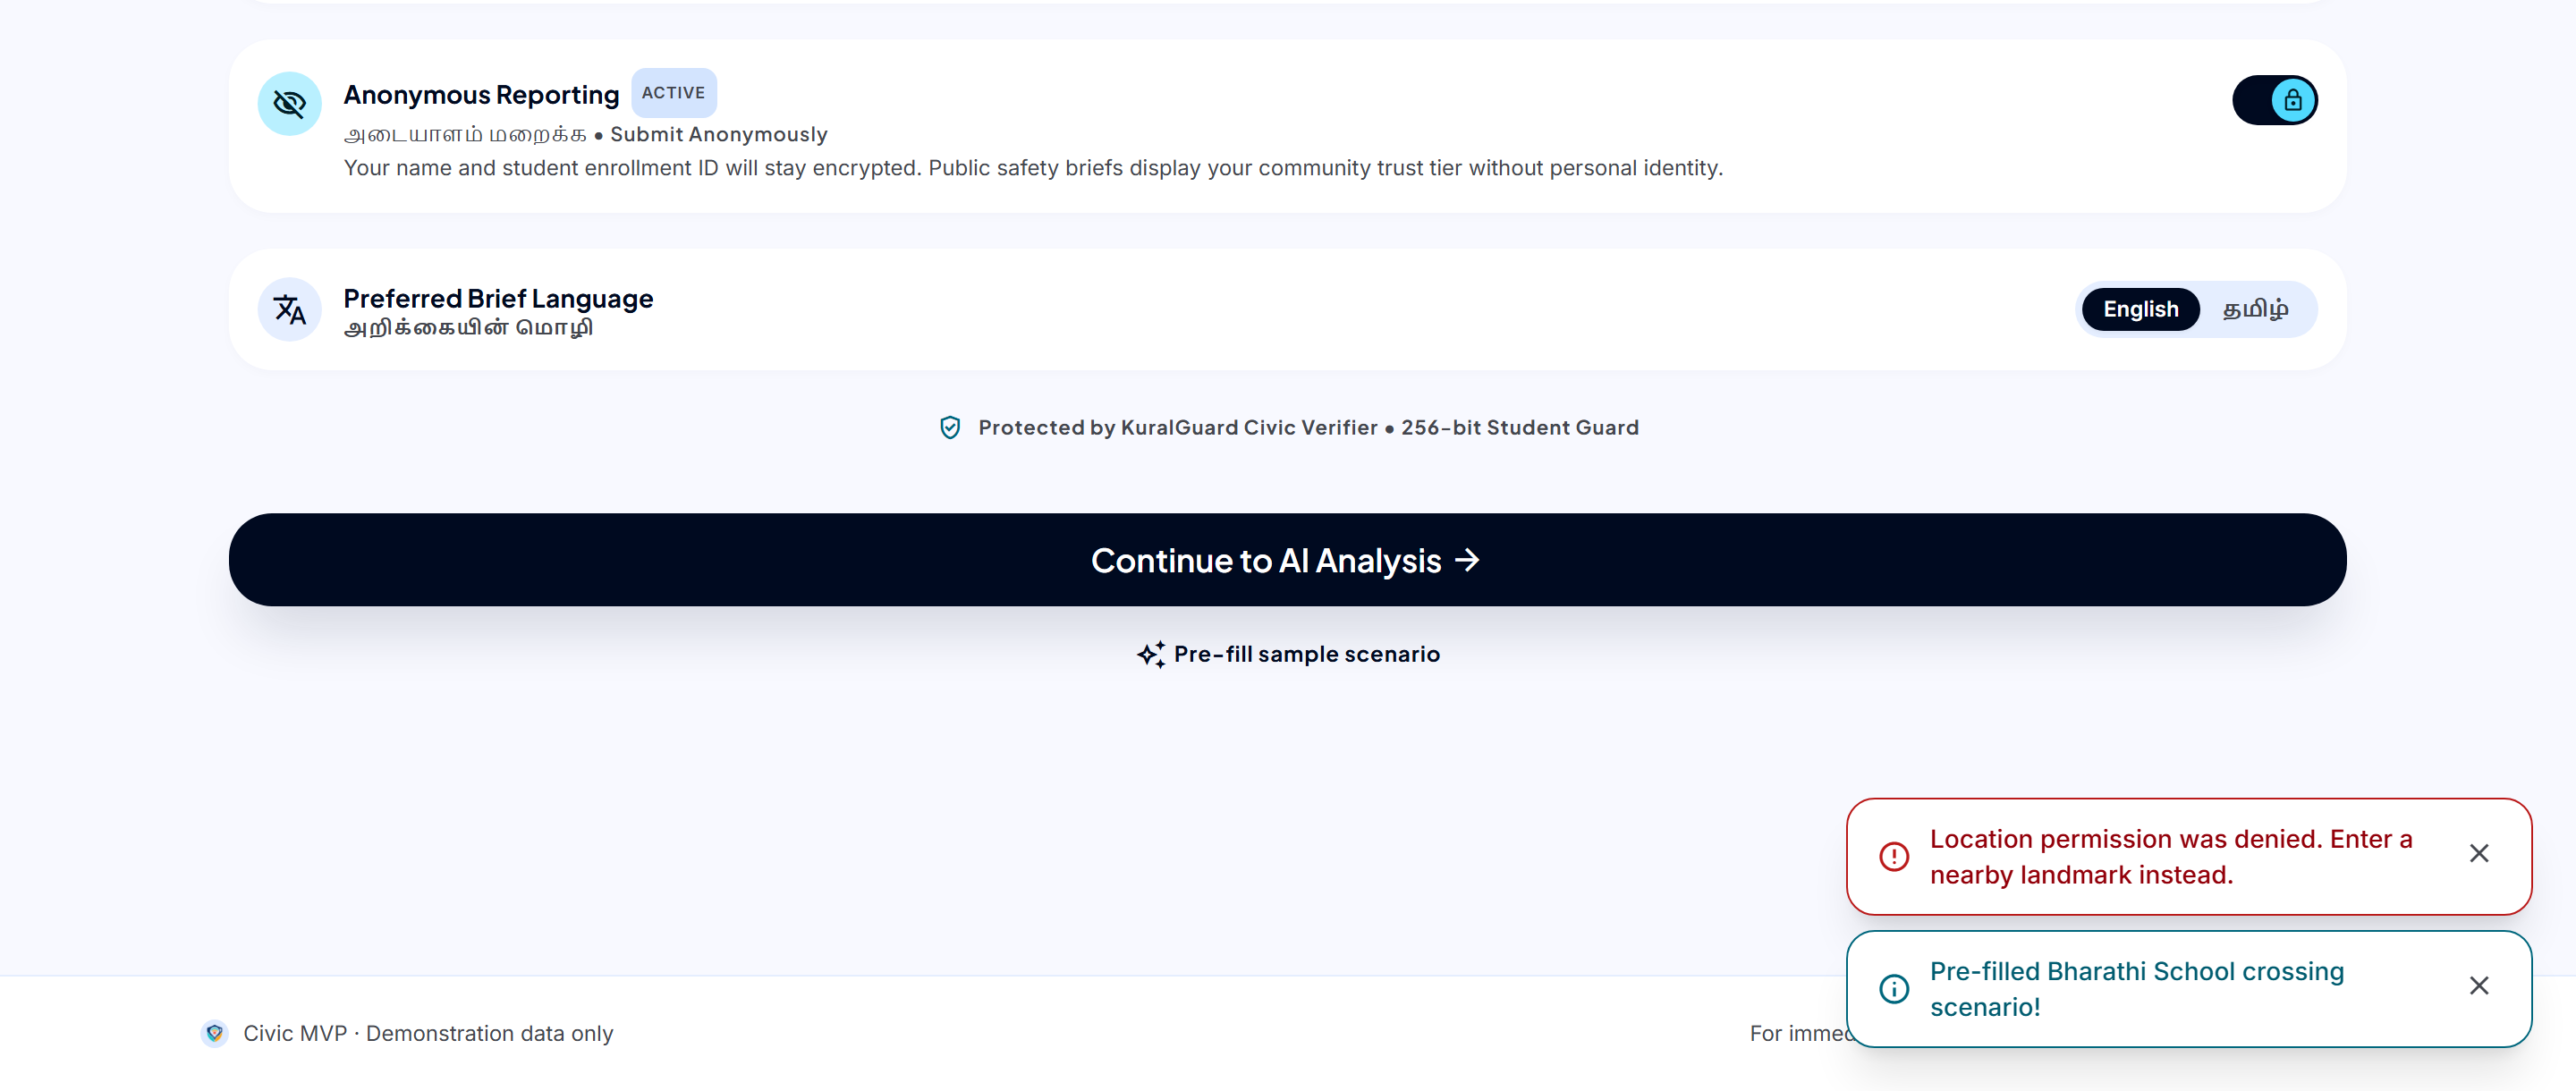 Anonymous Reporting ACTIVE
அடையாளம் மறைக்க • Submit Anonymously
Your name and student enrollment ID will stay encrypted. Public safety briefs display your community trust tier without personal identity.
Preferred Brief Language
அறிக்கையின் மொழி
English தமிழ்
Protected by KuralGuard Civic Verifier • 256-bit Student Guard
Continue to AI Analysis →
Pre-fill sample scenario
Location permission was denied. Enter a
nearby landmark instead.
Pre-filled Bharathi School crossing
scenario!
Civic MVP · Demonstration data only
For